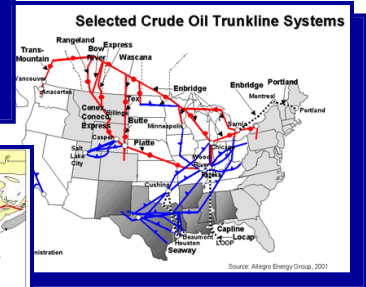 Selected Crude Oil Trunkline Systems
Rangeland
Bow
River
Express
Trans-
Mountain
Wascana
Vancouver
Anacortes
Enbridge
Enbridge
Portland
Montreal
Portland
Cenex
Conoco
Express
Billings
Tex
Butte
Minneapolis
Sarnia
Casper
Platte
Chicago
Salt
Lake
City
Wood
River
Patoka
Cushing
Capline
Locap
LOOP
Beaumont
Houston
Seaway
ministration
Source: Allegro Energy Group, 2001